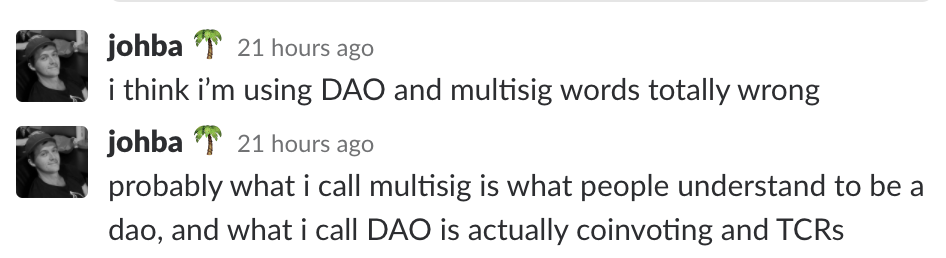 johba 🌴 21 hours ago
i think i’m using DAO and multisig words totally wrong
johba 🌴 21 hours ago
probably what i call multisig is what people understand to be a
dao, and what i call DAO is actually coinvoting and TCRs